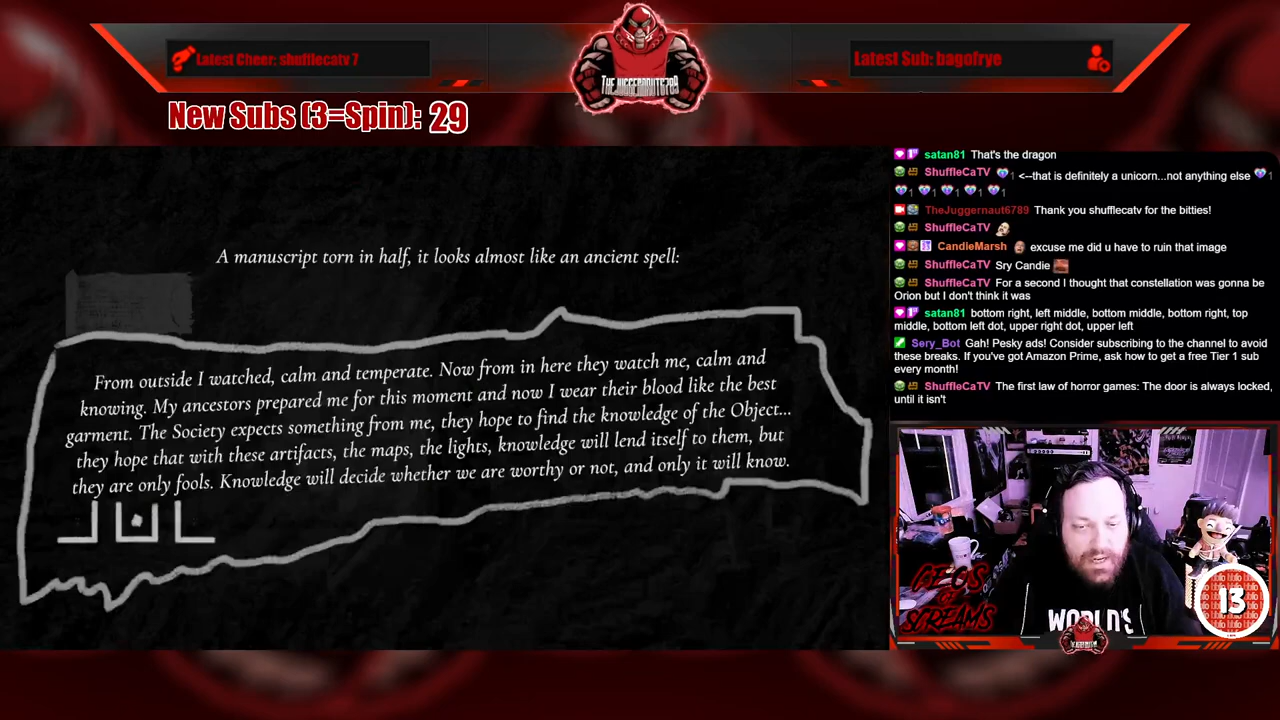 Latest Cheer: shufflecatv 7
THEJUGGERNAUT6789
Latest Sub: bagofrye
New Subs (3=Spin): 29
A manuscript torn in half, it looks almost like an ancient spell:
From outside I watched, calm and temperate. Now from in here they watch me, calm and
knowing. My ancestors prepared me for this moment and now I wear their blood like the best
garment. The Society expects something from me, they hope to find the knowledge of the Object...
they hope that with these artifacts, the maps, the lights, knowledge will lend itself to them, but
they are only fools. Knowledge will decide whether we are worthy or not, and only it will know.
satan81 That's the dragon
ShuffleCaTV 1 <--that is definitely a unicorn...not anything else 1
1 1 1 1 1
TheJuggernaut6789 Thank you shufflecatv for the bitties!
ShuffleCaTV
CandieMarsh excuse me did u have to ruin that image
ShuffleCaTV Sry Candie
ShuffleCaTV For a second I thought that constellation was gonna be
Orion but I don't think it was
satan81 bottom right, left middle, bottom middle, bottom right, top
middle, bottom left dot, upper right dot, upper left
Sery_Bot Gah! Pesky ads! Consider subscribing to the channel to avoid
these breaks. If you've got Amazon Prime, ask how to get a free Tier 1 sub
every month!
ShuffleCaTV The first law of horror games: The door is always locked,
until it isn't
BEGS
OF
SCREAMS
WORLD'S
13